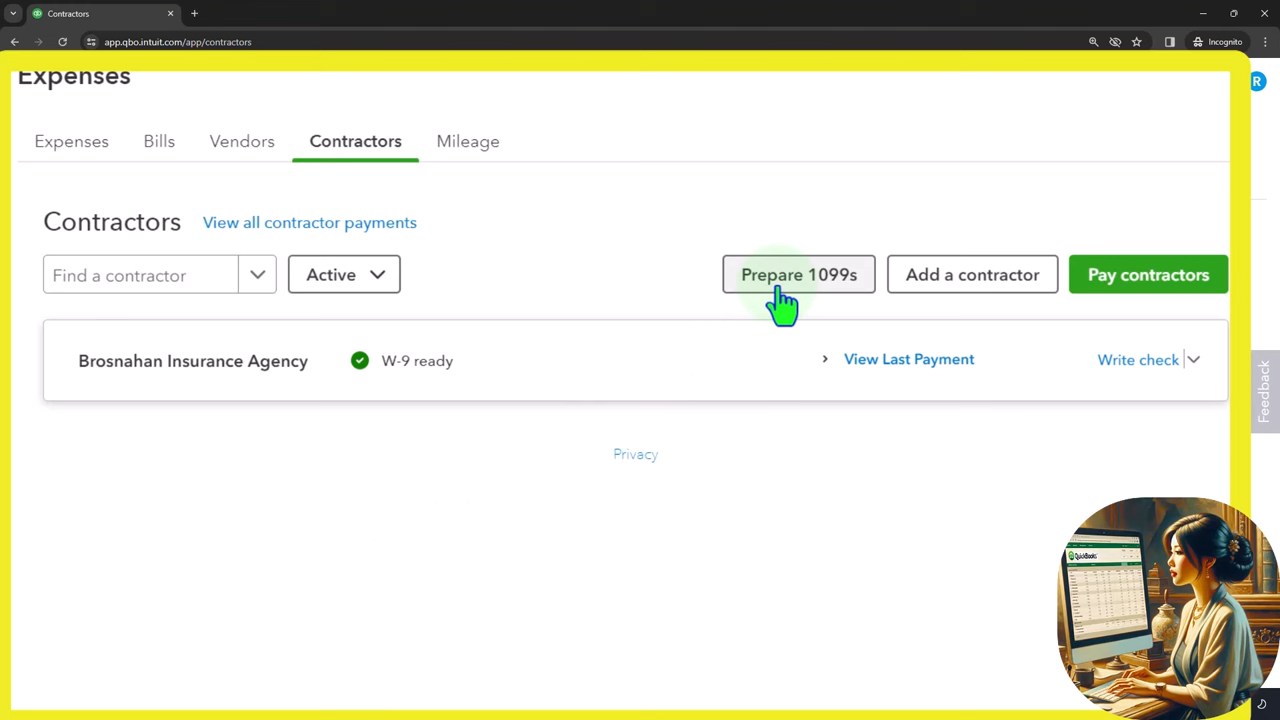 Contractors
app.qbo.intuit.com/app/contractors
Incognito
Expenses
R
Expenses Bills Vendors Contractors Mileage
Contractors View all contractor payments
Find a contractor Active Prepare 1099s Add a contractor Pay contractors
Brosnahan Insurance Agency W-9 ready View Last Payment Write check
Feedback
Privacy
QuickBooks